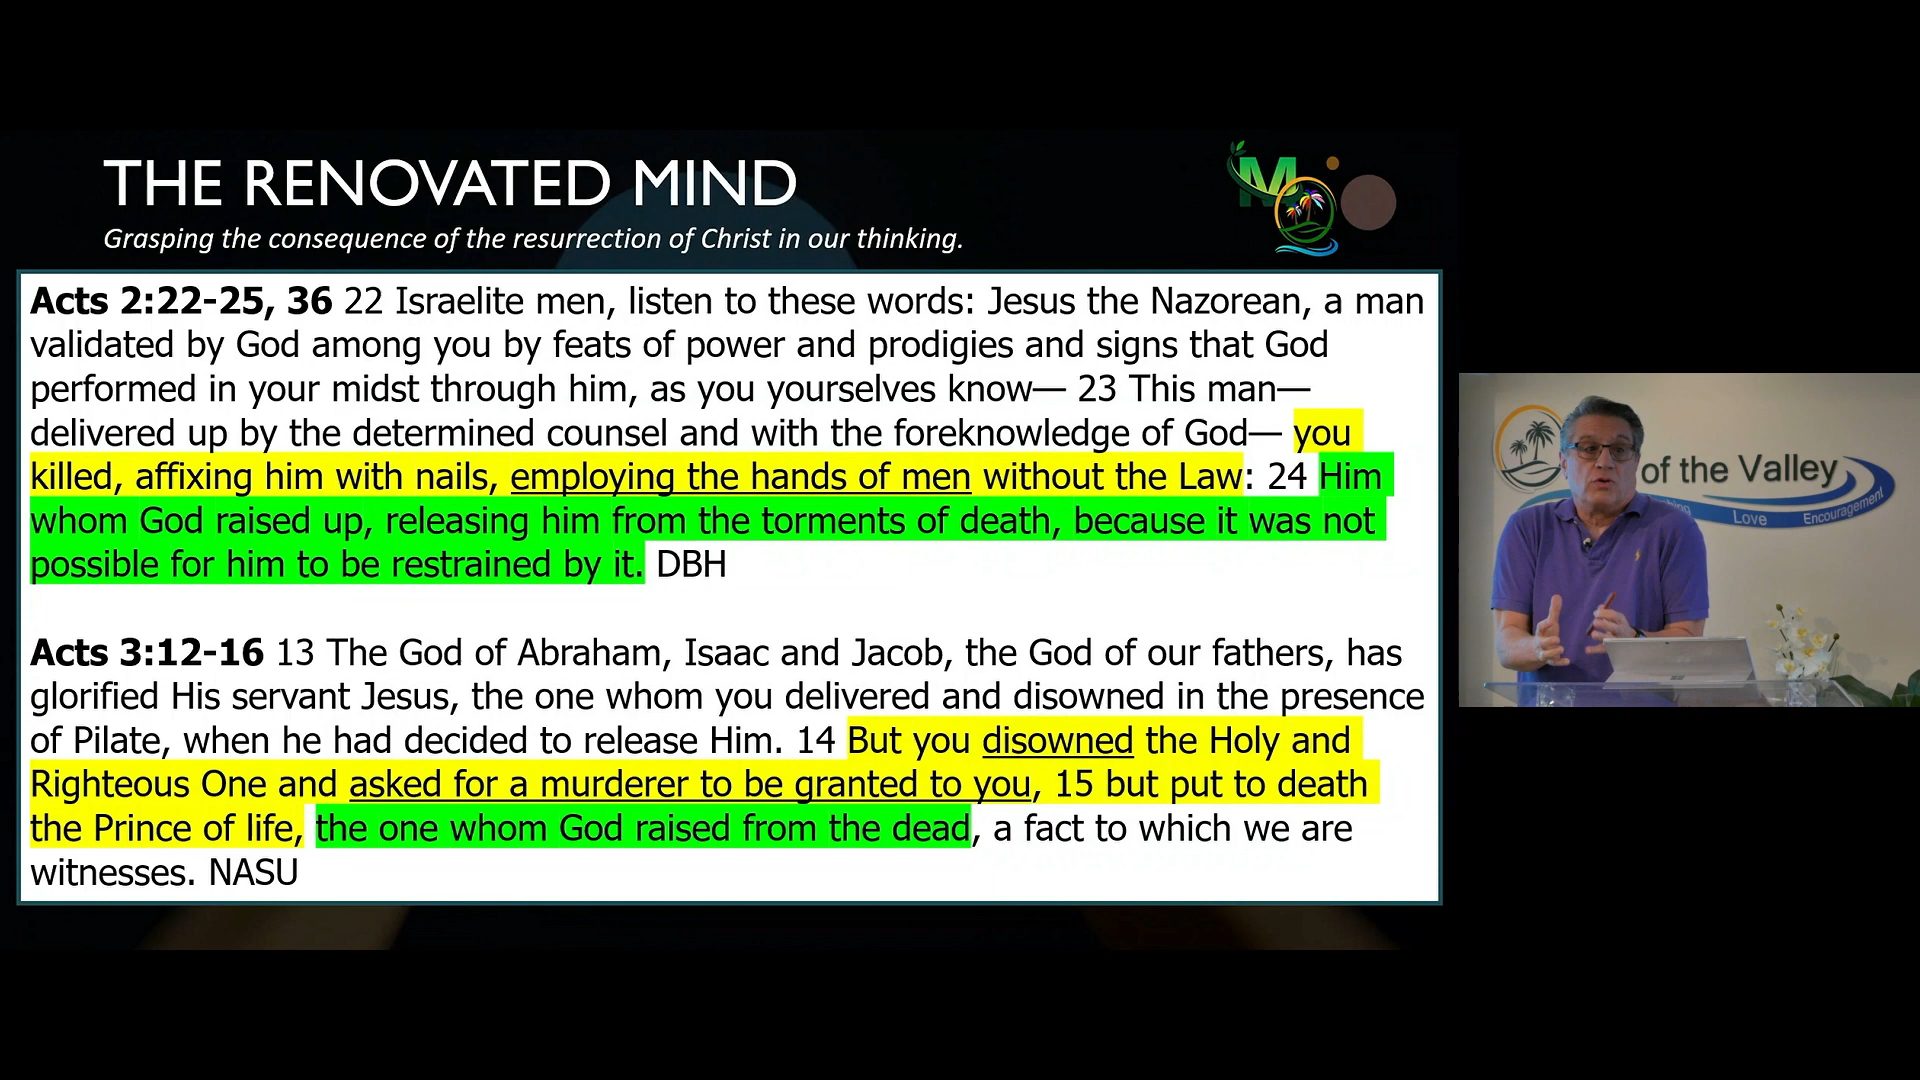 THE RENOVATED MIND
Grasping the consequence of the resurrection of Christ in our thinking.
M
Acts 2:22-25, 36 22 Israelite men, listen to these words: Jesus the Nazorean, a man
validated by God among you by feats of power and prodigies and signs that God
performed in your midst through him, as you yourselves know— 23 This man—
delivered up by the determined counsel and with the foreknowledge of God— you
killed, affixing him with nails, employing the hands of men without the Law: 24 Him
whom God raised up, releasing him from the torments of death, because it was not
possible for him to be restrained by it. DBH
Acts 3:12-16 13 The God of Abraham, Isaac and Jacob, the God of our fathers, has
glorified His servant Jesus, the one whom you delivered and disowned in the presence
of Pilate, when he had decided to release Him. 14 But you disowned the Holy and
Righteous One and asked for a murderer to be granted to you, 15 but put to death
the Prince of life, the one whom God raised from the dead, a fact to which we are
witnesses. NASU
of the Valley
Love Encouragement